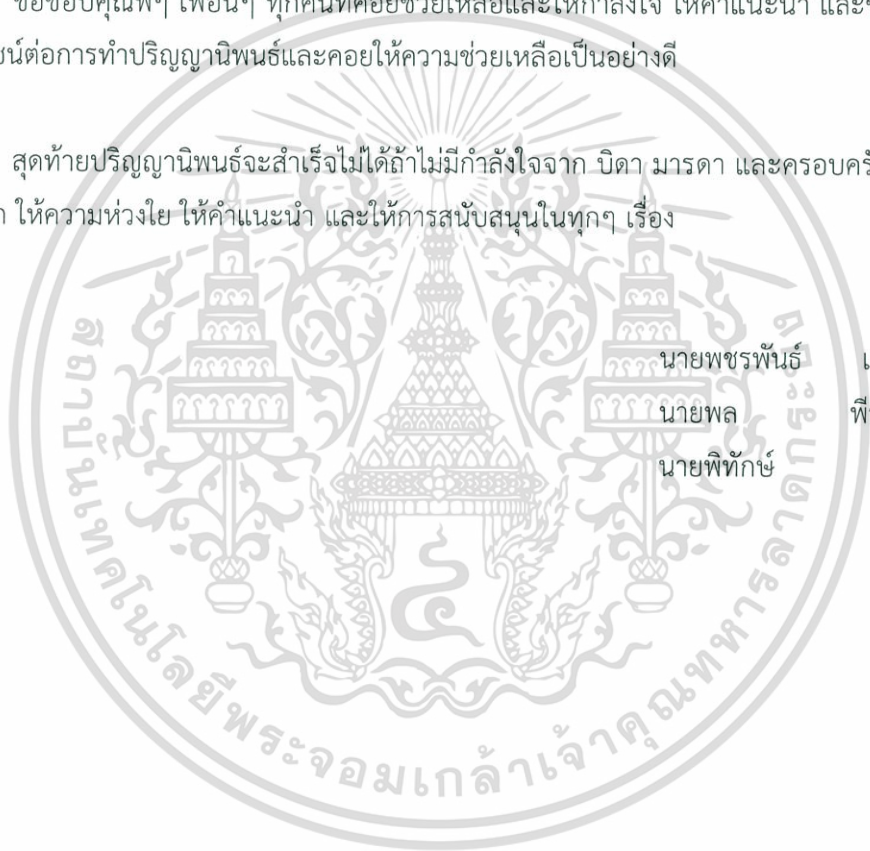 ขอขอบคุณพี่ๆ เพื่อนๆ ทุกคนที่คอยช่วยเหลือและให้กำลังใจ ให้คำแนะนำ และ
ต่อการทำปริญญานิพนธ์และคอยให้ความช่วยเหลือเป็นอย่างดี
สุดท้ายปริญญานิพนธ์จะสำเร็จไม่ได้ถ้าไม่มีกำลังใจจาก บิดา มารดา และครอบครั
ให้ความห่วงใย ให้คำแนะนำ และให้การสนับสนุนในทุกๆ เรื่อง
นายพชรพันธ์
นายพล พี
นายพิทักษ์
สถาบันเทคโนโลยีพระจอมเกล้าเจ้าคุณทหารลาดกระบัง
๔